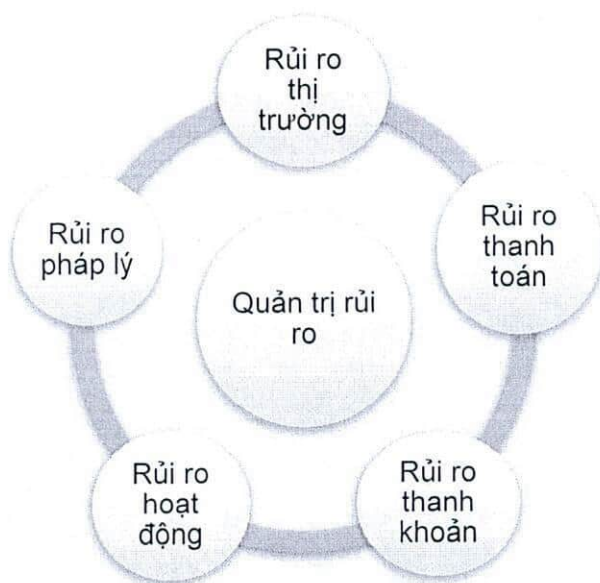 Rủi ro
thị
trường
Rủi ro
thanh
toán
Rủi ro
thanh
khoản
Rủi ro
hoạt
động
Rủi ro
pháp lý
Quản trị rủi
ro